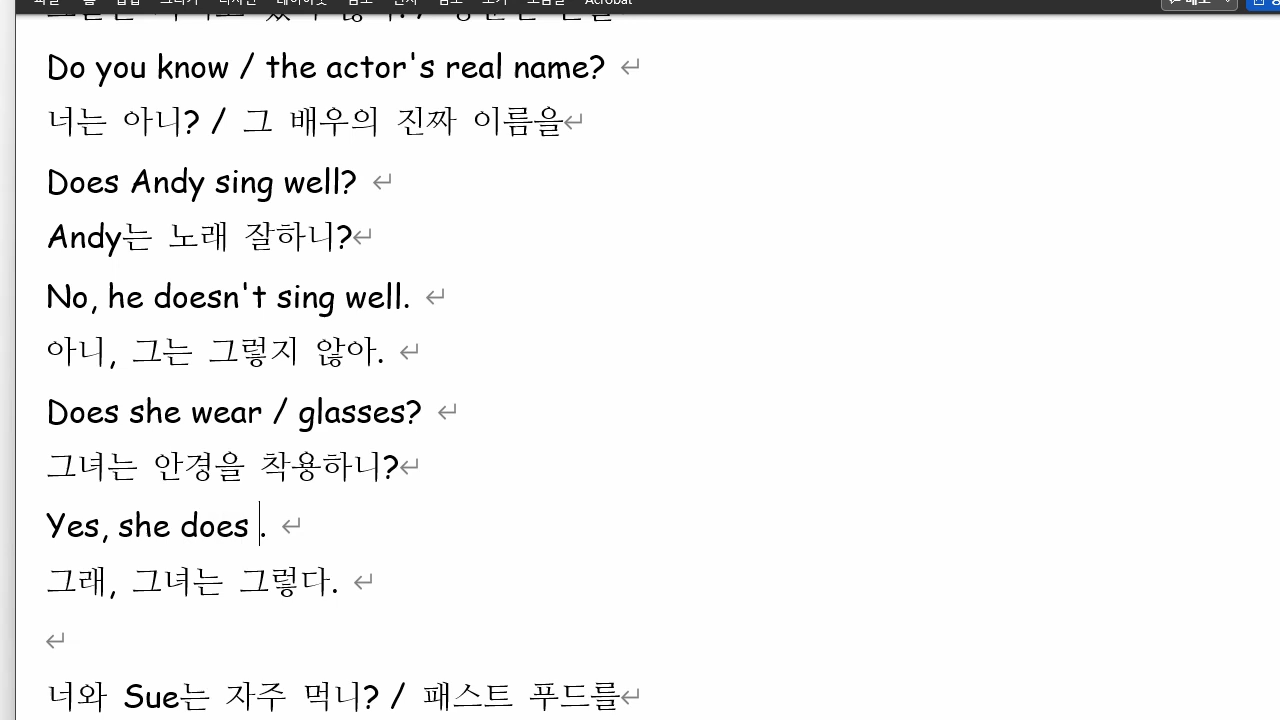 Acrobat
Do you know / the actor's real name?
너는 아니? / 그 배우의 진짜 이름을
Does Andy sing well?
Andy는 노래 잘하니?
No, he doesn't sing well.
아니, 그는 그렇지 않아.
Does she wear / glasses?
그녀는 안경을 착용하니?
Yes, she does .
그래, 그녀는 그렇다.
너와 Sue는 자주 먹니? / 패스트 푸드를